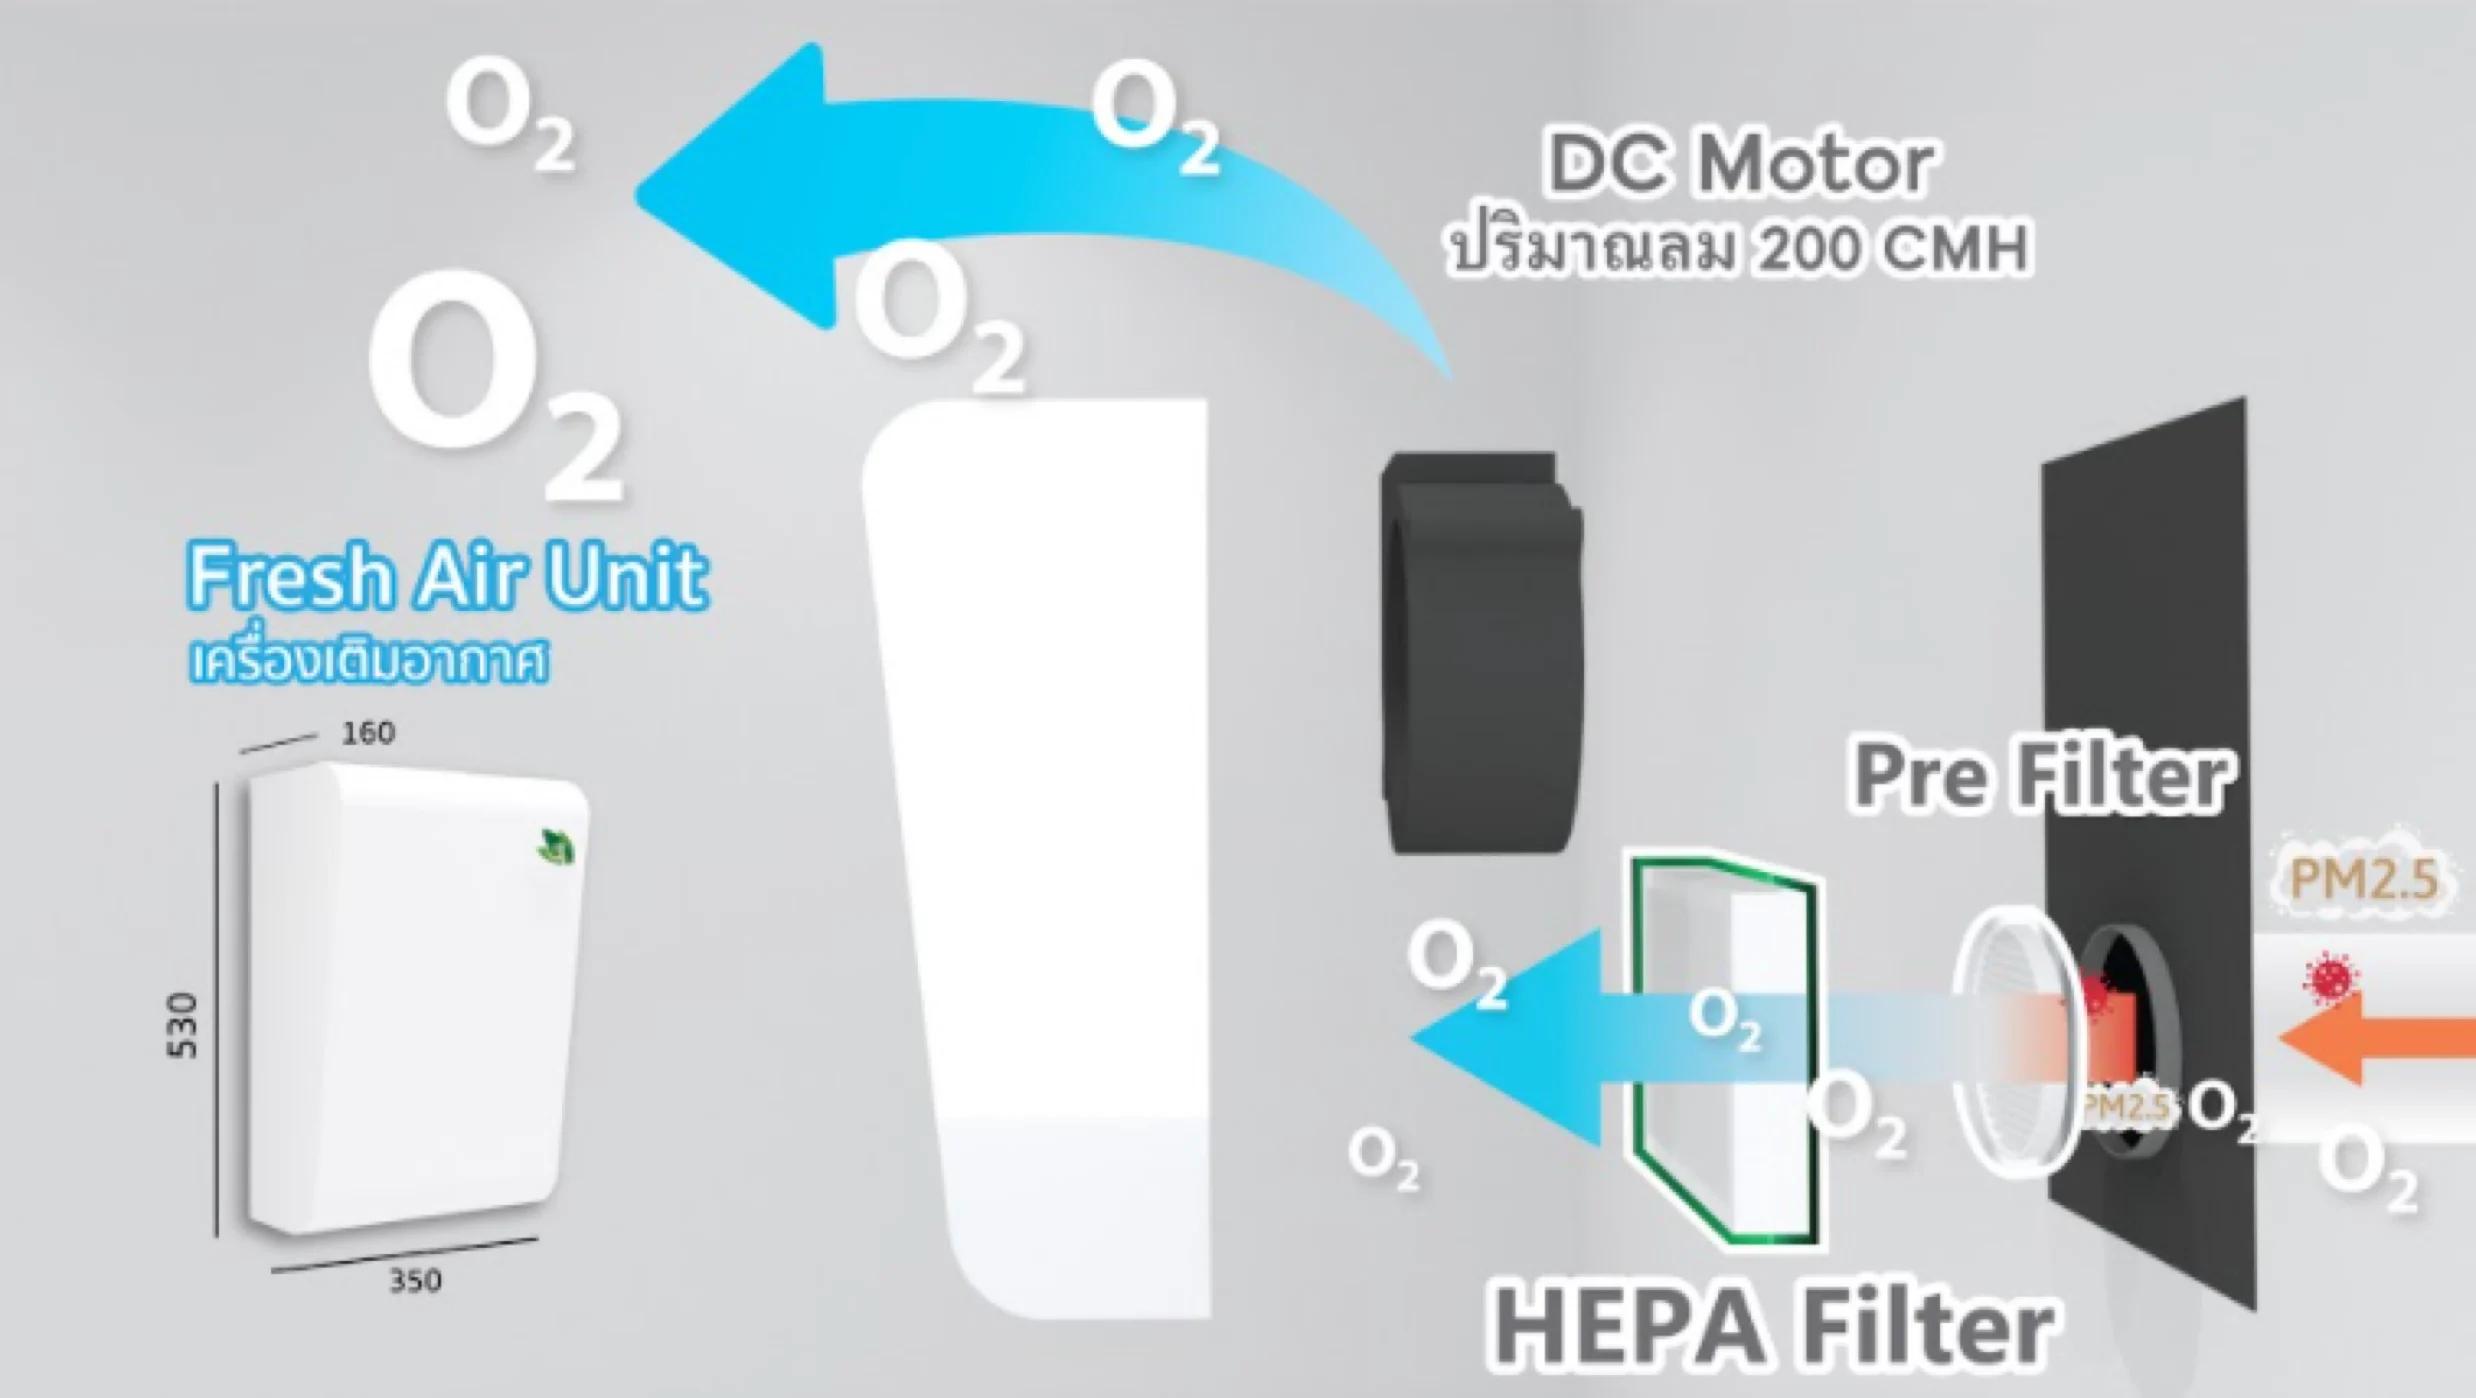 O₂
O₂
O₂
O₂
DC Motor
ปริมาณลม 200 CMH
Fresh Air Unit
เครื่องเติมอากาศ
160
530
350
Pre Filter
PM2.5
O₂
O₂
O₂
PM2.5
O₂
O₂
O₂
HEPA Filter